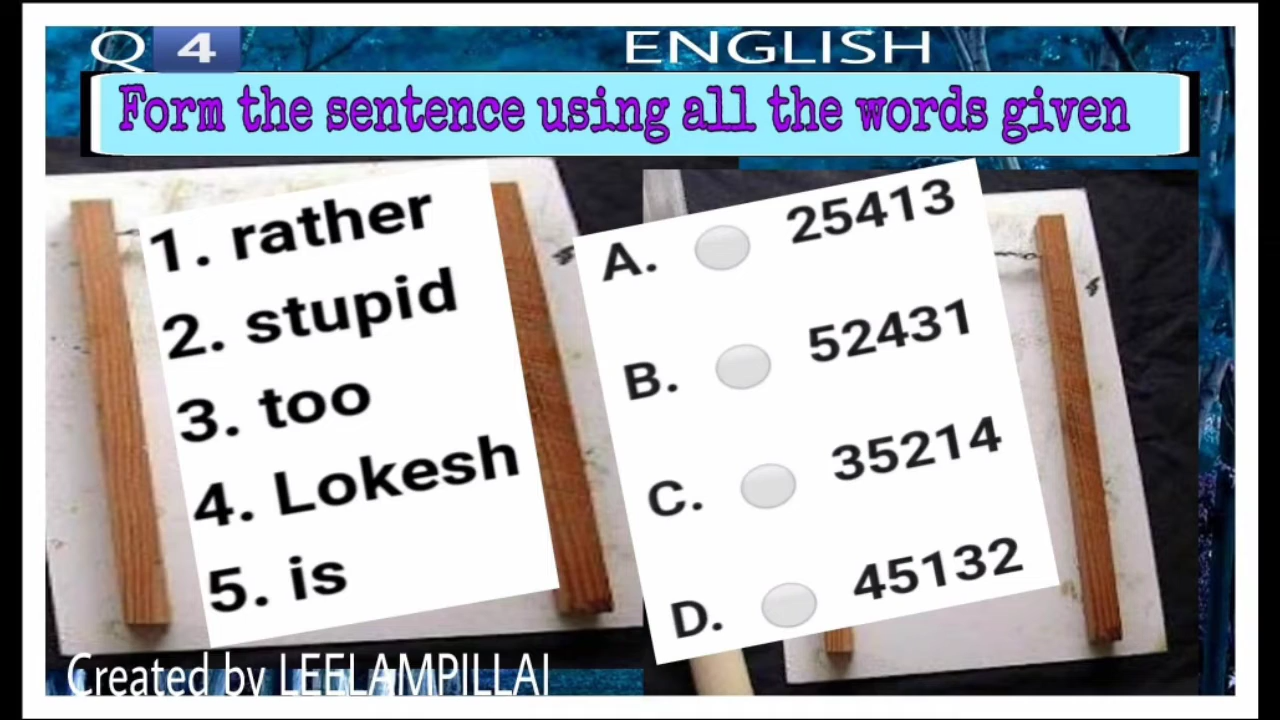 Q 4 ENGLISH
Form the sentence using all the words given
1. rather
2. stupid
3. too
4. Lokesh
5. is
A. 25413
B. 52431
C. 35214
D. 45132
Created by LEELAMPILLAI